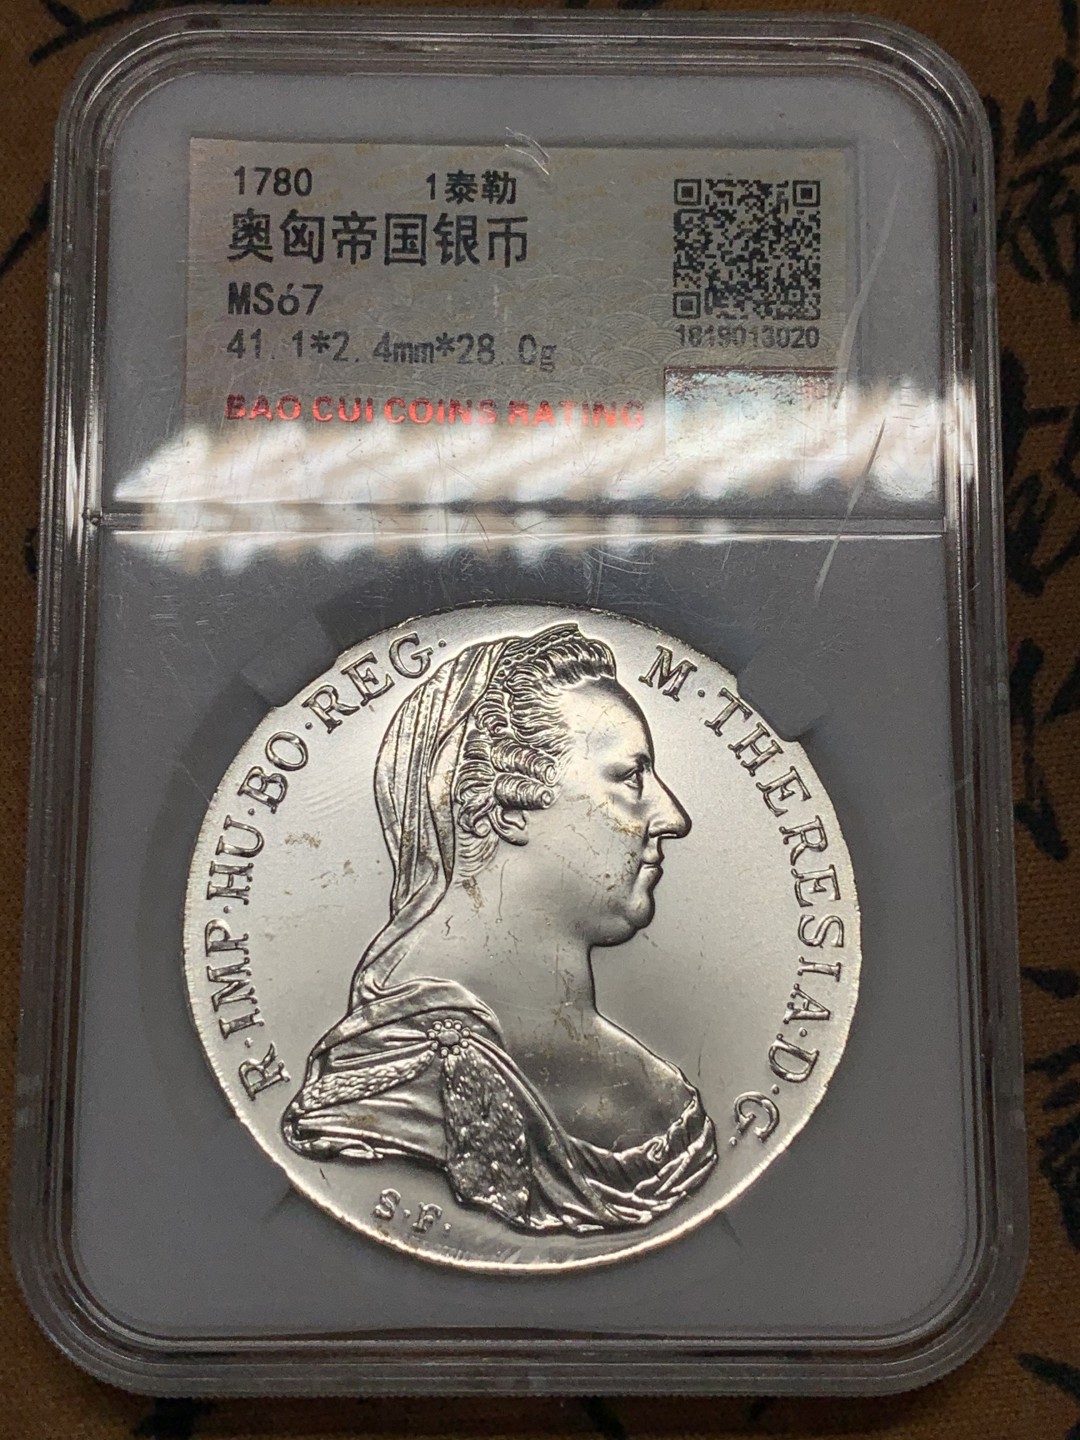 1780 1泰勒
奥匈帝国银币
MS67
41.1*2.4mm*28.0g
1619013020
BAO CUI COINS RATING
R·IMP·HU·BO·REG·
M·THERESIA·D·G·
S·F·